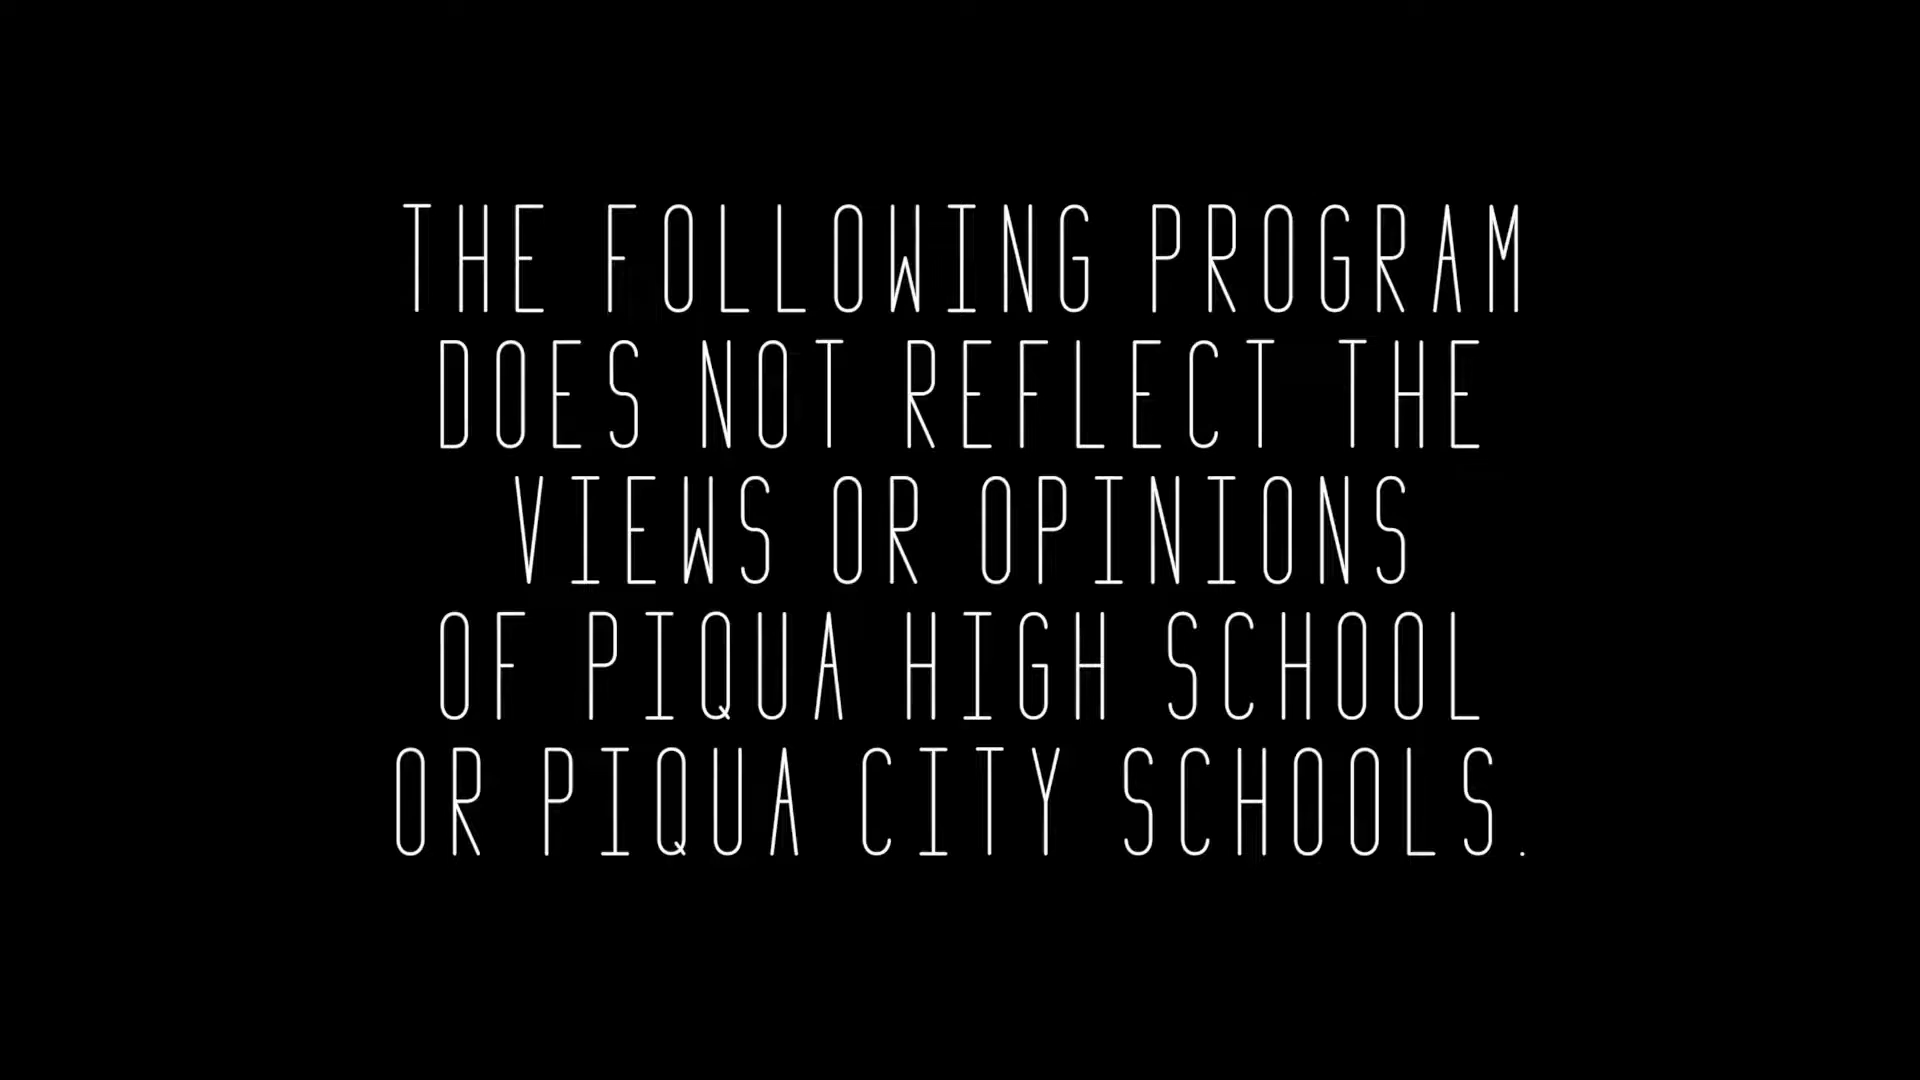 THE FOLLOWING PROGRAM
DOES NOT REFLECT THE
VIEWS OR OPINIONS
OF PIQUA HIGH SCHOOL
OR PIQUA CITY SCHOOLS.